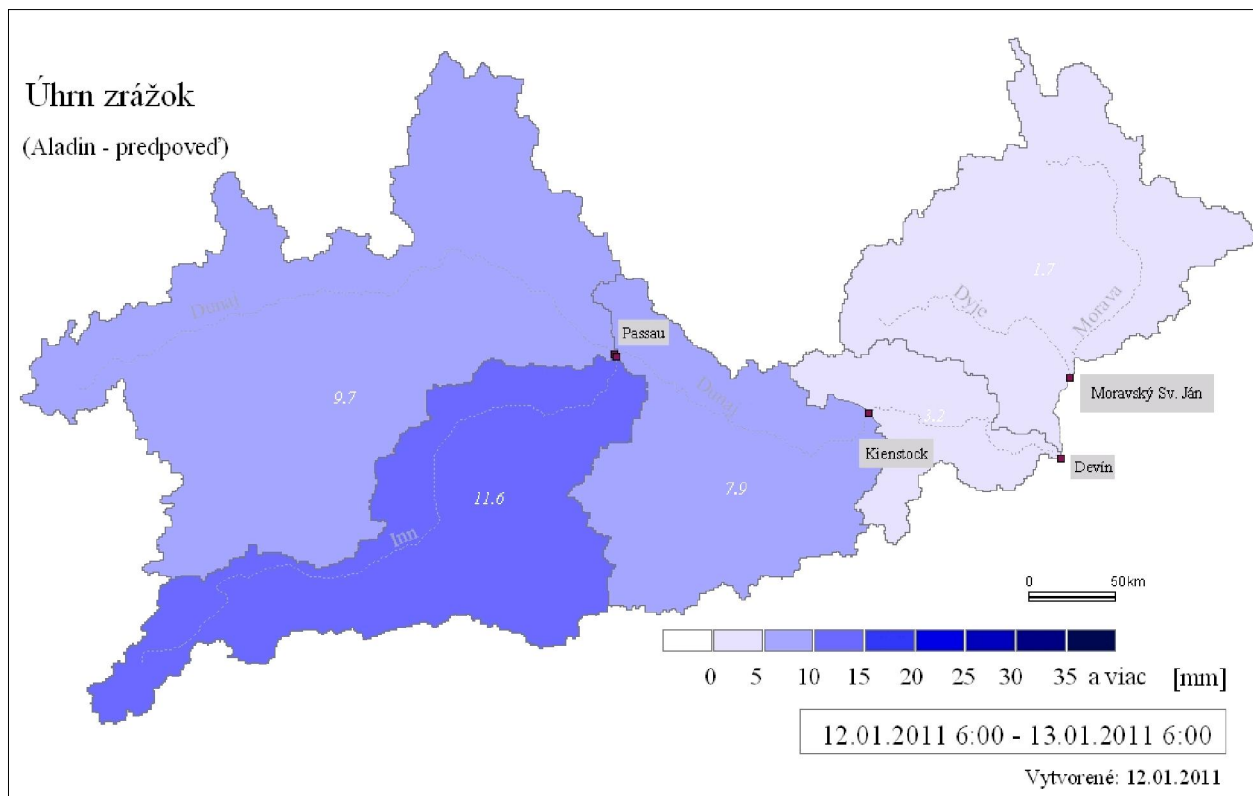 Úhrn zrážok
(Aladin - predpoveď)
1.7
Dyje
Morava
Dunaj
Passau
Moravský Sv. Ján
9.7
Dunaj
3.2
Kienstock
Devín
11.6
7.9
Inn
0 50km
0 5 10 15 20 25 30 35 a viac [mm]
12.01.2011 6:00 - 13.01.2011 6:00
Vytvorené: 12.01.2011